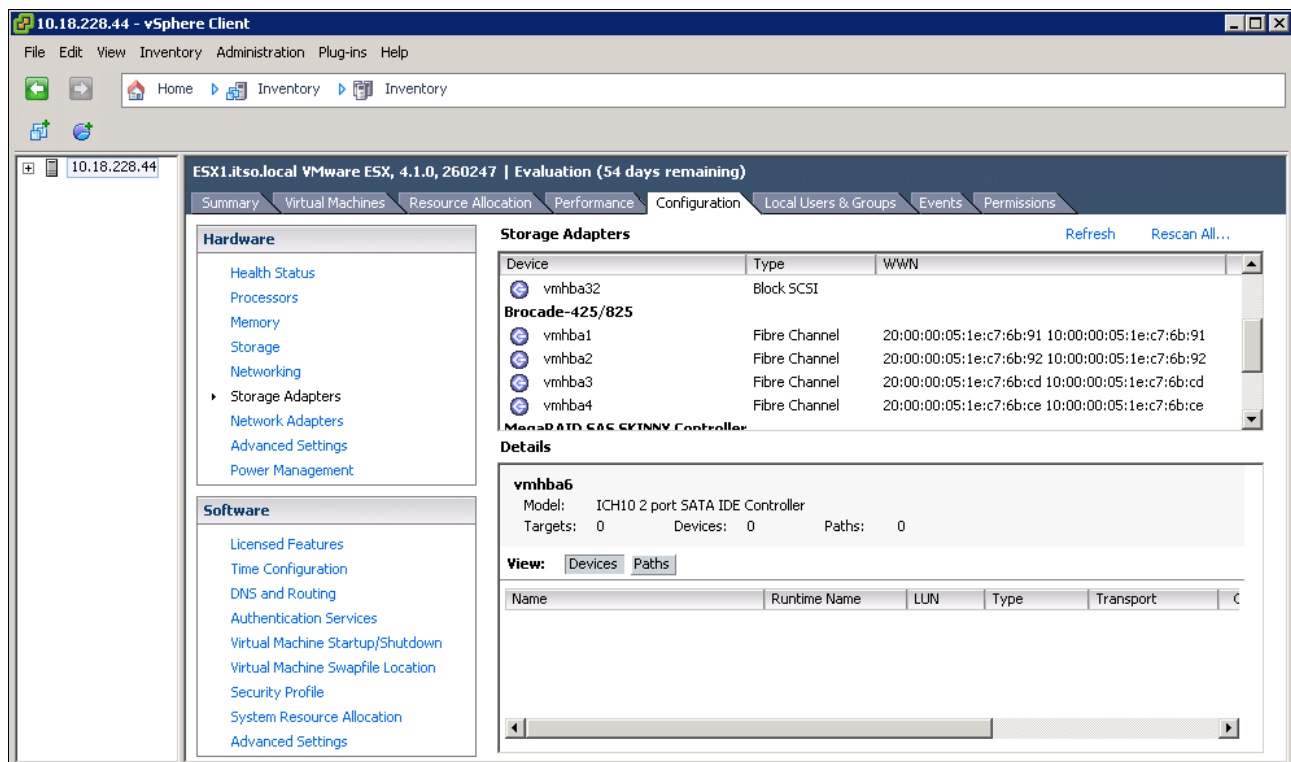 10.18.228.44 - vSphere Client
File Edit View Inventory Administration Plug-ins Help
Home Inventory Inventory
10.18.228.44
ESX1.itso.local VMware ESX, 4.1.0, 260247 | Evaluation (54 days remaining)
Summary Virtual Machines Resource Allocation Performance Configuration Local Users & Groups Events Permissions
Hardware
Health Status
Processors
Memory
Storage
Networking
Storage Adapters
Network Adapters
Advanced Settings
Power Management
Software
Licensed Features
Time Configuration
DNS and Routing
Authentication Services
Virtual Machine Startup/Shutdown
Virtual Machine Swapfile Location
Security Profile
System Resource Allocation
Advanced Settings
Storage Adapters Refresh Rescan All...
Device Type WWN
vmhba32 Block SCSI
Brocade-425/825
vmhba1 Fibre Channel 20:00:00:05:1e:c7:6b:91 10:00:00:05:1e:c7:6b:91
vmhba2 Fibre Channel 20:00:00:05:1e:c7:6b:92 10:00:00:05:1e:c7:6b:92
vmhba3 Fibre Channel 20:00:00:05:1e:c7:6b:cd 10:00:00:05:1e:c7:6b:cd
vmhba4 Fibre Channel 20:00:00:05:1e:c7:6b:ce 10:00:00:05:1e:c7:6b:ce
MegaRAID SAS SKINNY Controller
Details
vmhba6
Model: ICH10 2 port SATA IDE Controller
Targets: 0 Devices: 0 Paths: 0
View: Devices Paths
Name Runtime Name LUN Type Transport